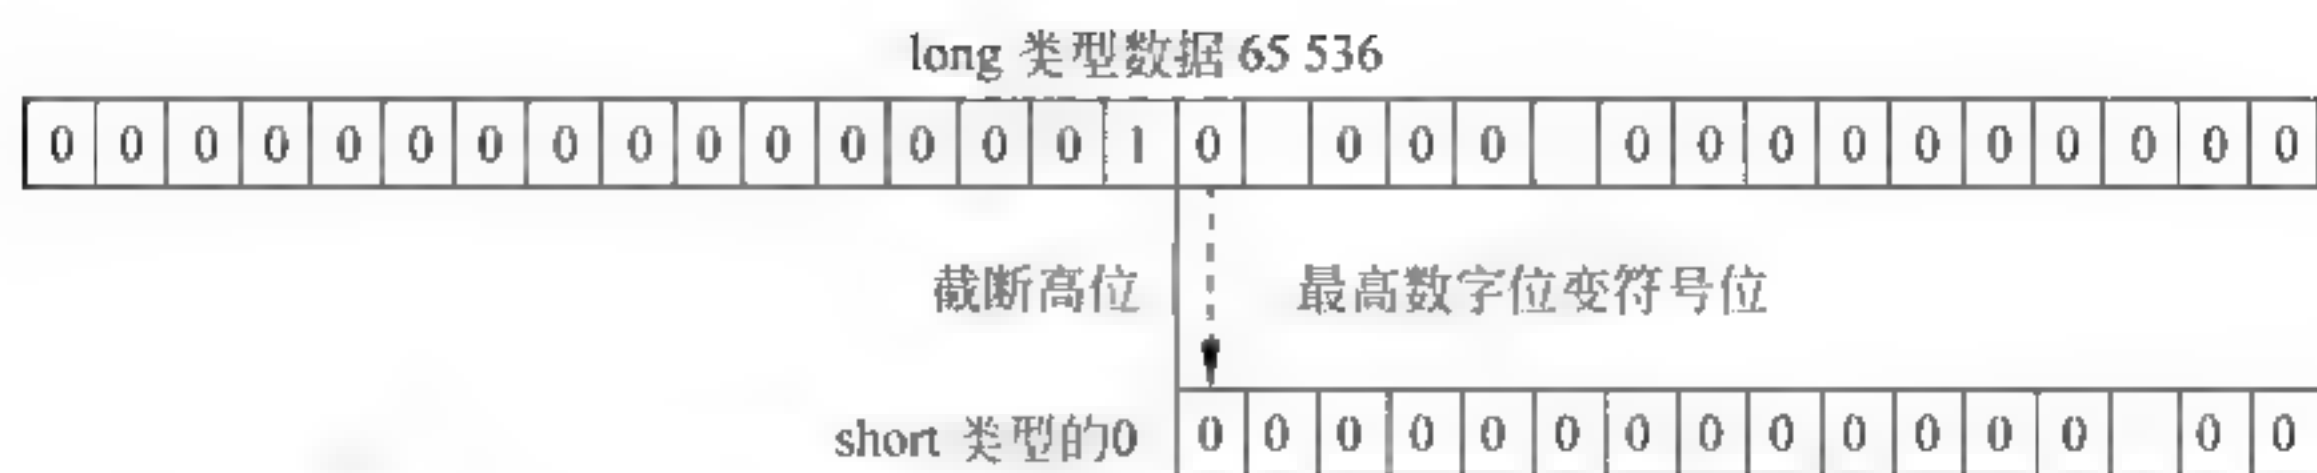 long 类型数据 65 536
0 0 0 0 0 0 0 0 0 0 0 0 0 0 0 1 0 0 0 0 0 0 0 0 0 0 0 0 0 0
截断高位 最高数字位变符号位
short 类型的0 0 0 0 0 0 0 0 0 0 0 0 0 0 0 0